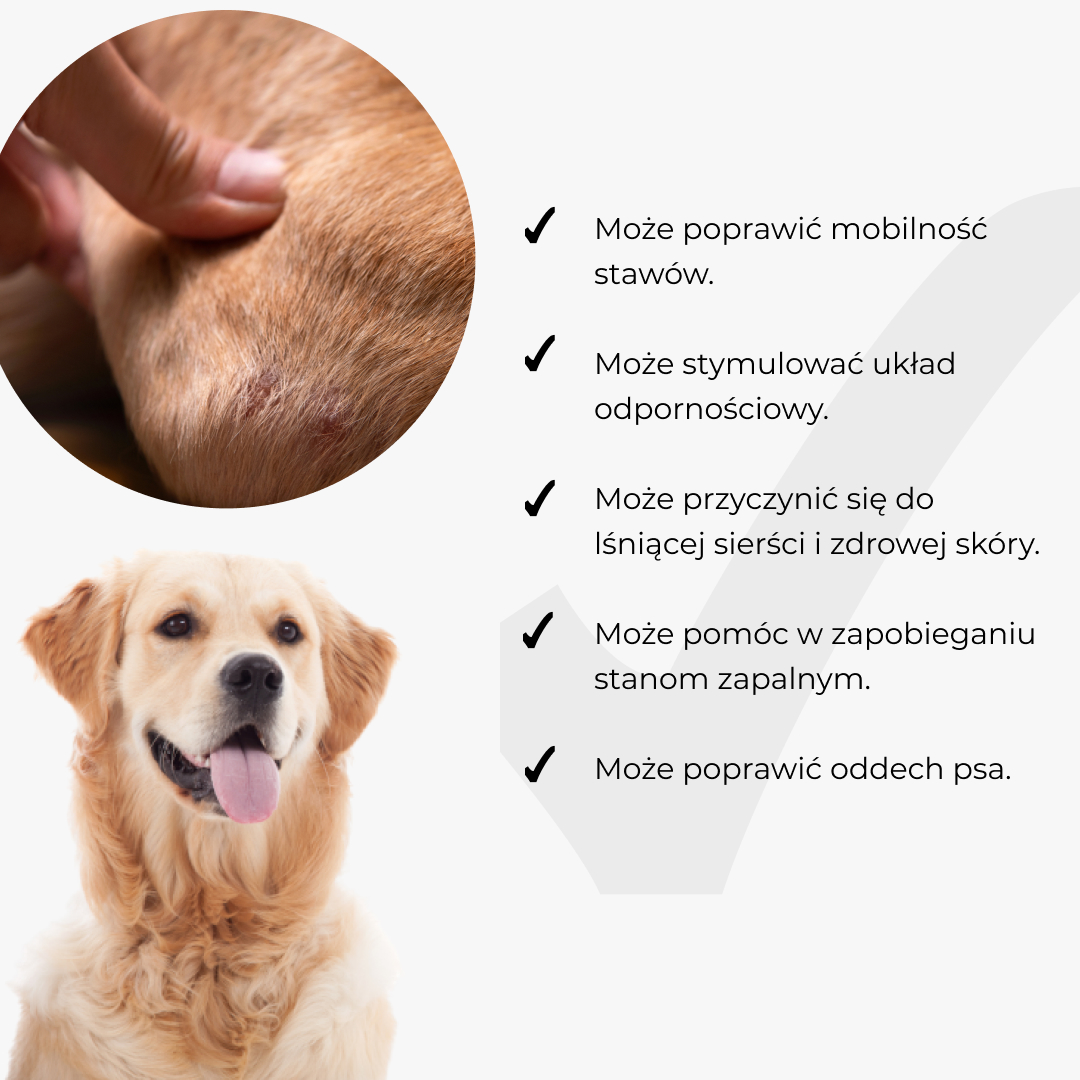 Może poprawić mobilność
stawów.
Może stymulować układ
odpornościowy.
Może przyczynić się do
lśniącej sierści i zdrowej skóry.
Może pomóc w zapobieganiu
stanom zapalnym.
Może poprawić oddech psa.